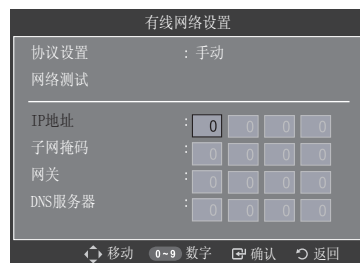 有线网络设置
协议设置 : 手动
网络测试
IP地址 : 0 0 0 0
子网掩码 : 0 0 0 0
网关 : 0 0 0 0
DNS服务器 : 0 0 0 0
移动 0~9 数字 确认 返回